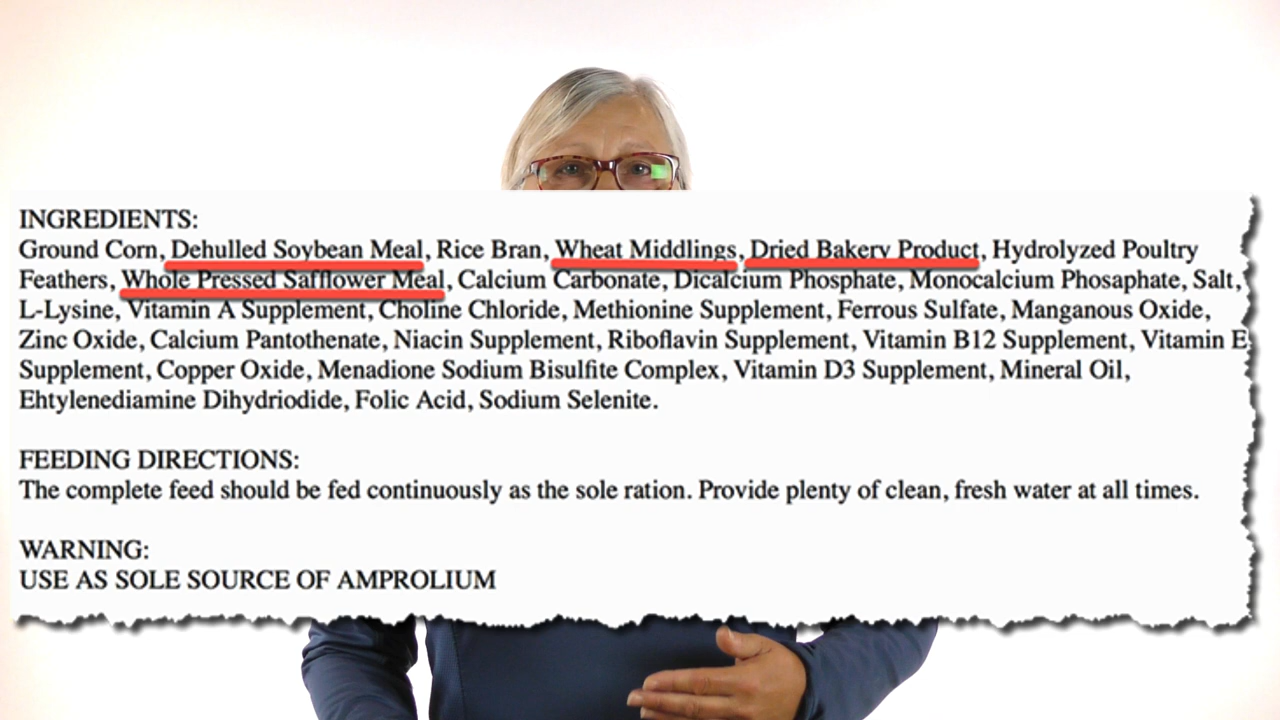 INGREDIENTS:
Ground Corn, Dehulled Soybean Meal, Rice Bran, Wheat Middlings, Dried Bakery Product, Hydrolyzed Poultry
Feathers, Whole Pressed Safflower Meal, Calcium Carbonate, Dicalcium Phosphate, Monocalcium Phosaphate, Salt,
L-Lysine, Vitamin A Supplement, Choline Chloride, Methionine Supplement, Ferrous Sulfate, Manganous Oxide,
Zinc Oxide, Calcium Pantothenate, Niacin Supplement, Riboflavin Supplement, Vitamin B12 Supplement, Vitamin E
Supplement, Copper Oxide, Menadione Sodium Bisulfite Complex, Vitamin D3 Supplement, Mineral Oil,
Ehtylenediamine Dihydriodide, Folic Acid, Sodium Selenite.
FEEDING DIRECTIONS:
The complete feed should be fed continuously as the sole ration. Provide plenty of clean, fresh water at all times.
WARNING:
USE AS SOLE SOURCE OF AMPROLIUM